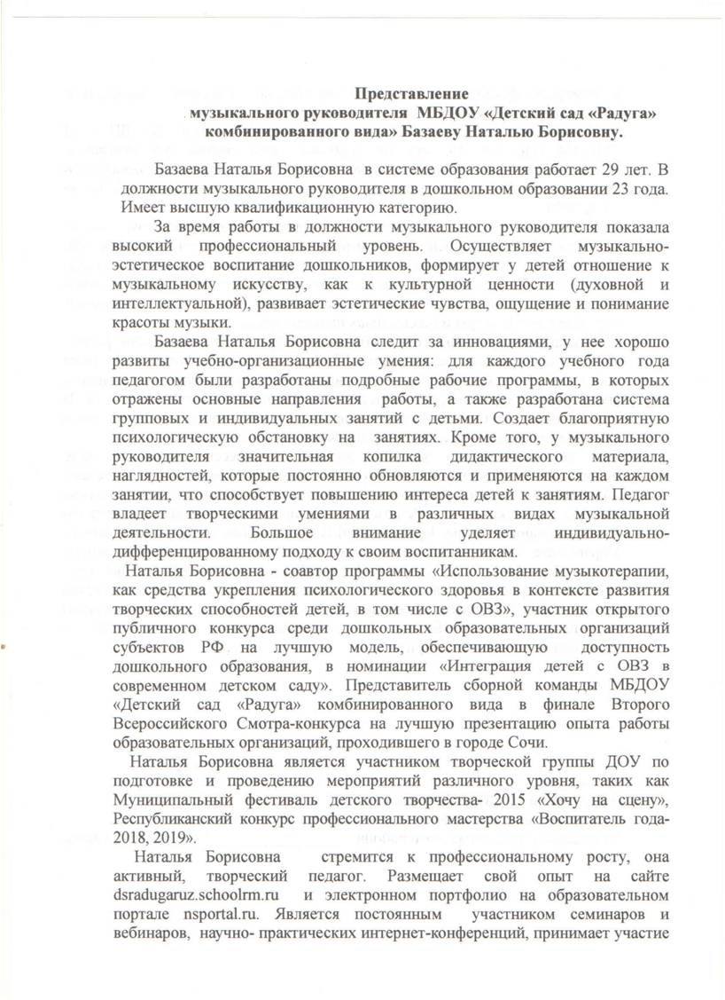 Представление
музыкального руководителя МБДОУ «Детский сад «Радуга»
комбинированного вида» Базаеву Наталью Борисовну.
Базаева Наталья Борисовна в системе образования работает 29 лет. В
должности музыкального руководителя в дошкольном образовании 23 года.
Имеет высшую квалификационную категорию.
За время работы в должности музыкального руководителя показала
высокий профессиональный уровень. Осуществляет музыкально-
эстетическое воспитание дошкольников, формирует у детей отношение к
музыкальному искусству, как к культурной ценности (духовной и
интеллектуальной), развивает эстетические чувства, ощущение и понимание
красоты музыки.
Базаева Наталья Борисовна следит за инновациями, у нее хорошо
развиты учебно-организационные умения: для каждого учебного года
педагогом были разработаны подробные рабочие программы, в которых
отражены основные направления работы, а также разработана система
групповых и индивидуальных занятий с детьми. Создает благоприятную
психологическую обстановку на занятиях. Кроме того, у музыкального
руководителя значительная копилка дидактического материала,
наглядностей, которые постоянно обновляются и применяются на каждом
занятии, что способствует повышению интереса детей к занятиям. Педагог
владеет творческими умениями в различных видах музыкальной
деятельности. Большое внимание уделяет индивидуально-
дифференцированному подходу к своим воспитанникам.
Наталья Борисовна - соавтор программы «Использование музыкотерапии,
как средства укрепления психологического здоровья в контексте развития
творческих способностей детей, в том числе с ОВЗ», участник открытого
публичного конкурса среди дошкольных образовательных организаций
субъектов РФ на лучшую модель, обеспечивающую доступность
дошкольного образования, в номинации «Интеграция детей с ОВЗ в
современном детском саду». Представитель сборной команды МБДОУ
«Детский сад «Радуга» комбинированного вида в финале Второго
Всероссийского Смотра-конкурса на лучшую презентацию опыта работы
образовательных организаций, проходившего в городе Сочи.
Наталья Борисовна является участником творческой группы ДОУ по
подготовке и проведению мероприятий различного уровня, таких как
Муниципальный фестиваль детского творчества- 2015 «Хочу на сцену»,
Республиканский конкурс профессионального мастерства «Воспитатель года-
2018, 2019».
Наталья Борисовна стремится к профессиональному росту, она
активный, творческий педагог. Размещает свой опыт на сайте
dsradugaruz.schoolrm.ru и электронном портфолио на образовательном
портале nsportal.ru. Является постоянным участником семинаров и
вебинаров, научно- практических интернет-конференций, принимает участие